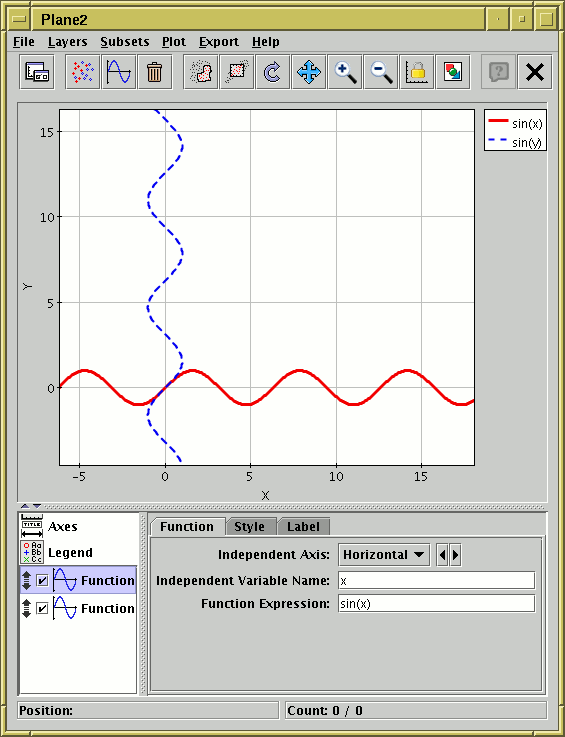 Plane2
File Layers Subsets Plot Export Help
15
10
5
0
Y
-5 0 5 10 15
X
sin(x)
sin(y)
Axes
TITLE
Legend
Aa
Bb
Cc
Function
Function
Function Style Label
Independent Axis: Horizontal
Independent Variable Name: x
Function Expression: sin(x)
Position:
Count: 0 / 0